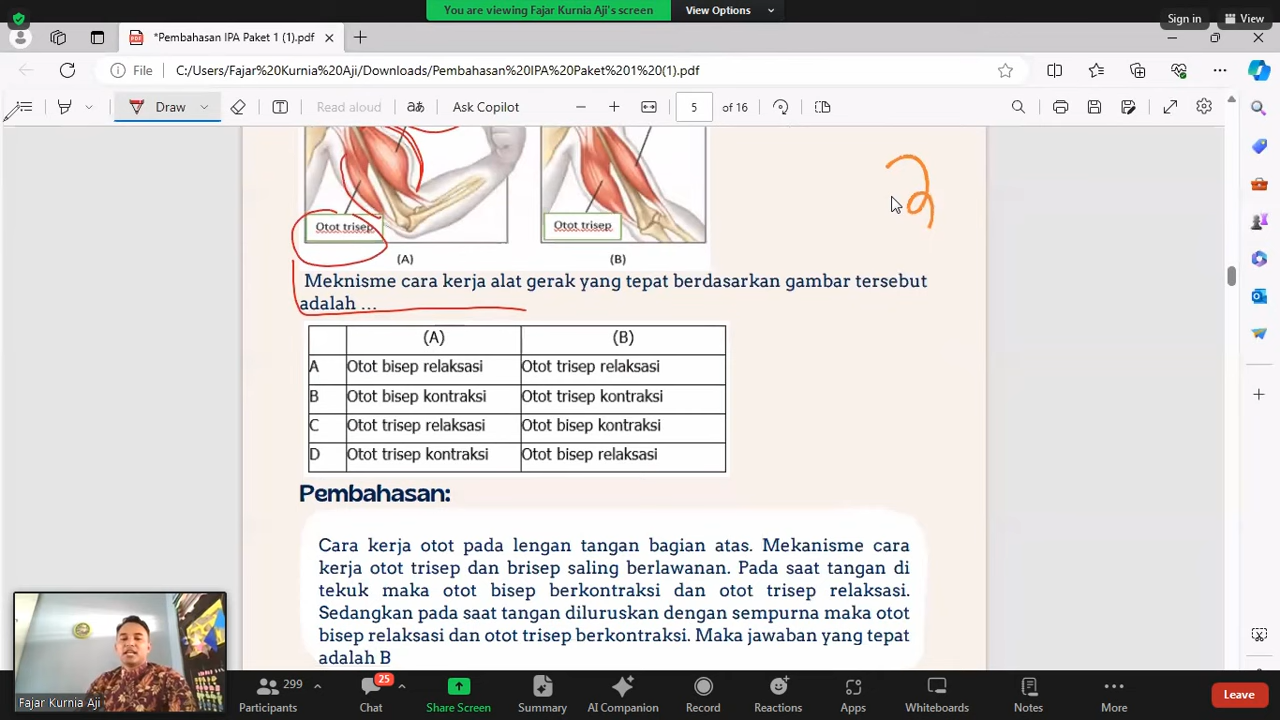 You are viewing Fajar Kurnia Aji's screen
View Options
Sign in
View
*Pembahasan IPA Paket 1 (1).pdf
File
C:/Users/Fajar%20Kurnia%20Aji/Downloads/Pembahasan%20IPA%20Paket%201%20(1).pdf
Draw
Read aloud
aあ
Ask Copilot
5
of 16
Otot trisep
Otot trisep
(A)
(B)
Meknisme cara kerja alat gerak yang tepat berdasarkan gambar tersebut
adalah ...
(A) (B)
A Otot bisep relaksasi Otot trisep relaksasi
B Otot bisep kontraksi Otot trisep kontraksi
C Otot trisep relaksasi Otot bisep kontraksi
D Otot trisep kontraksi Otot bisep relaksasi
Pembahasan:
Cara kerja otot pada lengan tangan bagian atas. Mekanisme cara
kerja otot trisep dan brisep saling berlawanan. Pada saat tangan di
tekuk maka otot bisep berkontraksi dan otot trisep relaksasi.
Sedangkan pada saat tangan diluruskan dengan sempurna maka otot
bisep relaksasi dan otot trisep berkontraksi. Maka jawaban yang tepat
adalah B
Fajar Kurnia Aji
299
Participants
25
Chat
Share Screen
Summary
AI Companion
Record
Reactions
Apps
Whiteboards
Notes
More
Leave